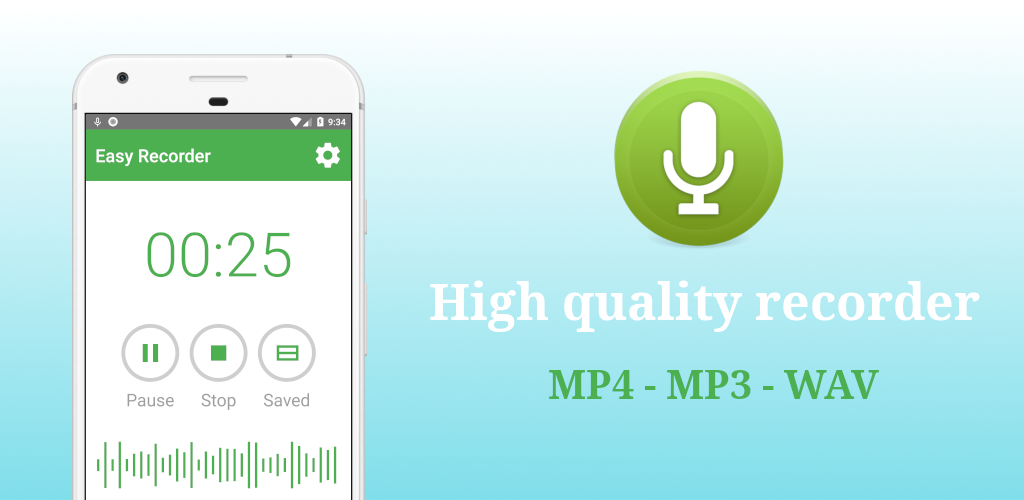 9:34
Easy Recorder
00:25
Pause Stop Saved
High quality recorder
MP4 - MP3 - WAV